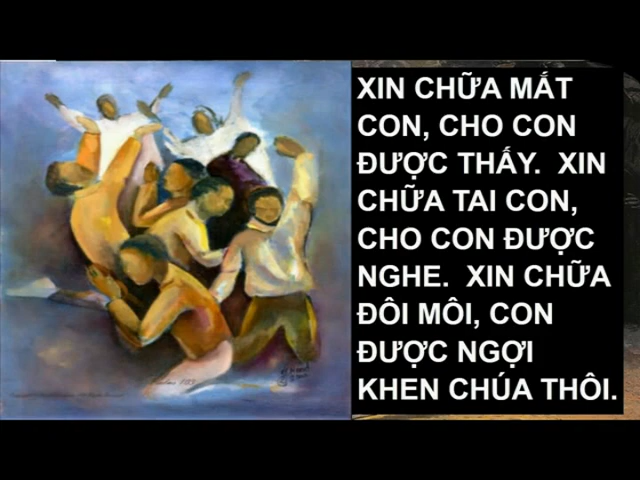 XIN CHỮA MẮT
CON, CHO CON
ĐƯỢC THẤY. XIN
CHỮA TAI CON,
CHO CON ĐƯỢC
NGHE. XIN CHỮA
ĐÔI MÔI, CON
ĐƯỢC NGỢI
KHEN CHÚA THÔI.